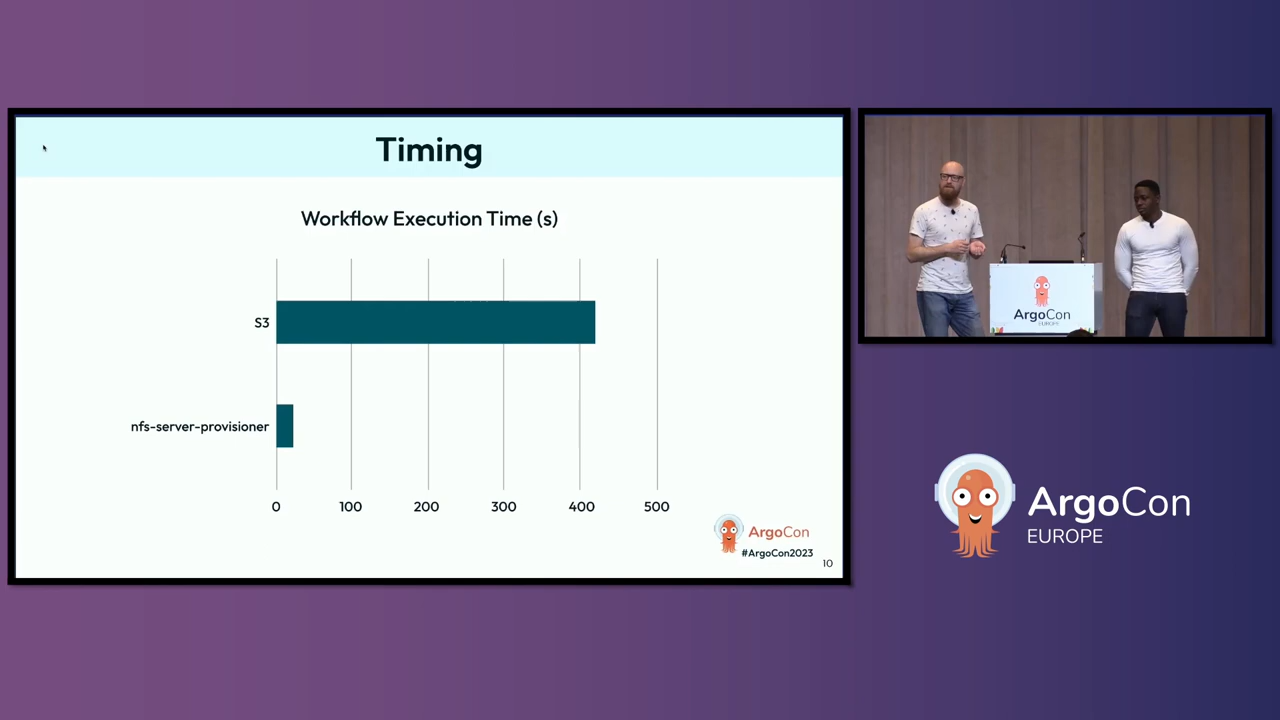 Timing
Workflow Execution Time (s)
S3
nfs-server-provisioner
0 100 200 300 400 500
ArgoCon
#ArgoCon2023
10
ArgoCon
EUROPE
ArgoCon
EUROPE